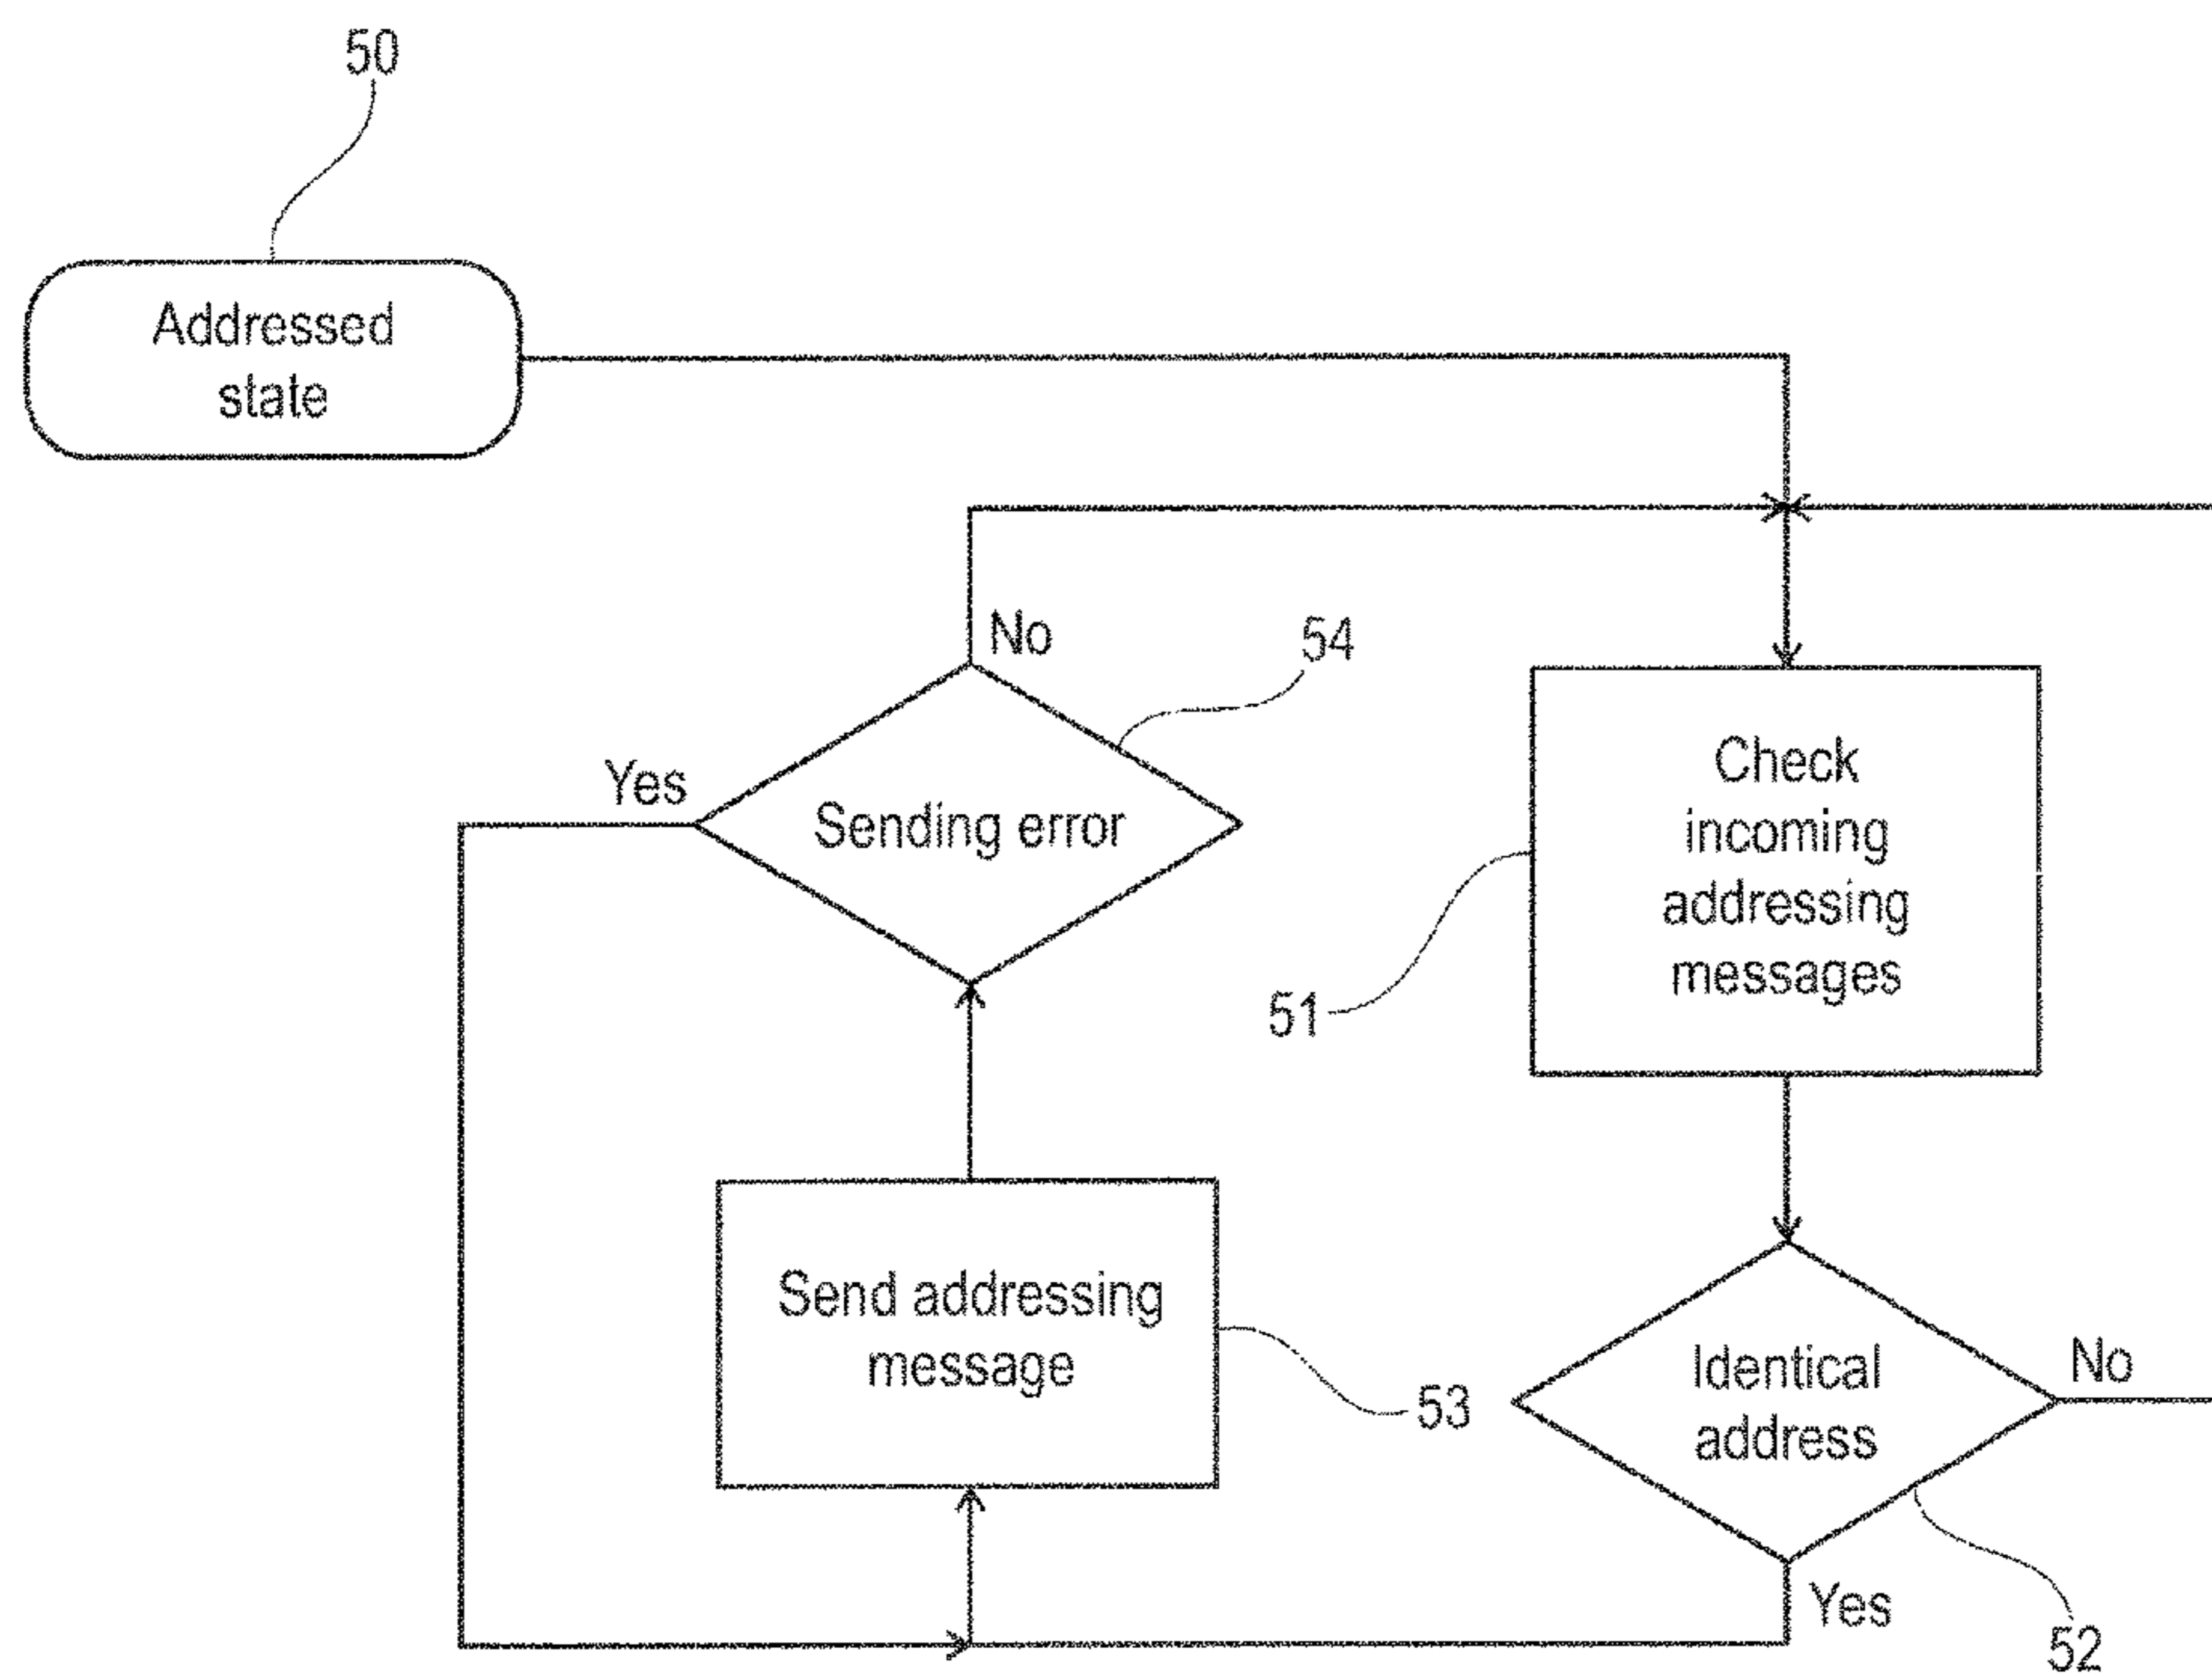 50
Addressed
state
No
54
Yes
Sending error
Check
incoming
addressing
messages
51
Send addressing
message
53
Identical
address
No
Yes
52